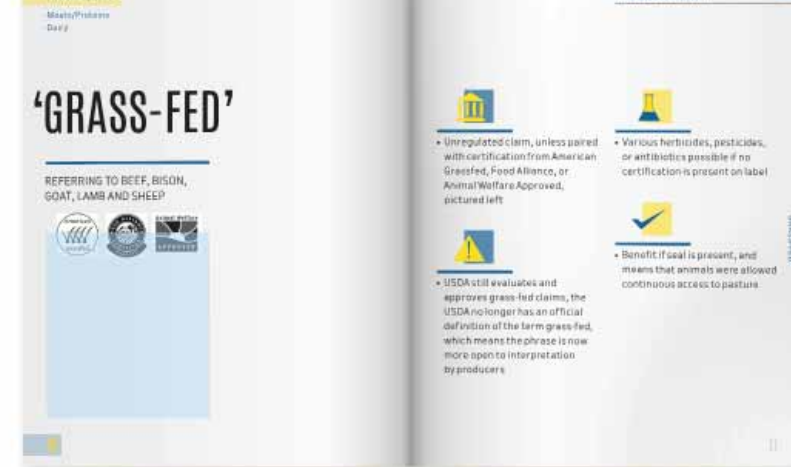 Meats/Proteins
Dairy
‘GRASS-FED’
REFERRING TO BEEF, BISON,
GOAT, LAMB AND SHEEP
APPROVED
• Unregulated claim, unless paired
with certification from American
Grassfed, Food Alliance, or
Animal Welfare Approved,
pictured left
• USDA still evaluates and
approves grass-fed claims, the
USDA no longer has an official
definition of the term grass-fed,
which means the phrase is now
more open to interpretation
by producers
• Various herbicides, pesticides,
or antibiotics possible if no
certification is present on label
• Benefit if seal is present, and
means that animals were allowed
continuous access to pasture
11